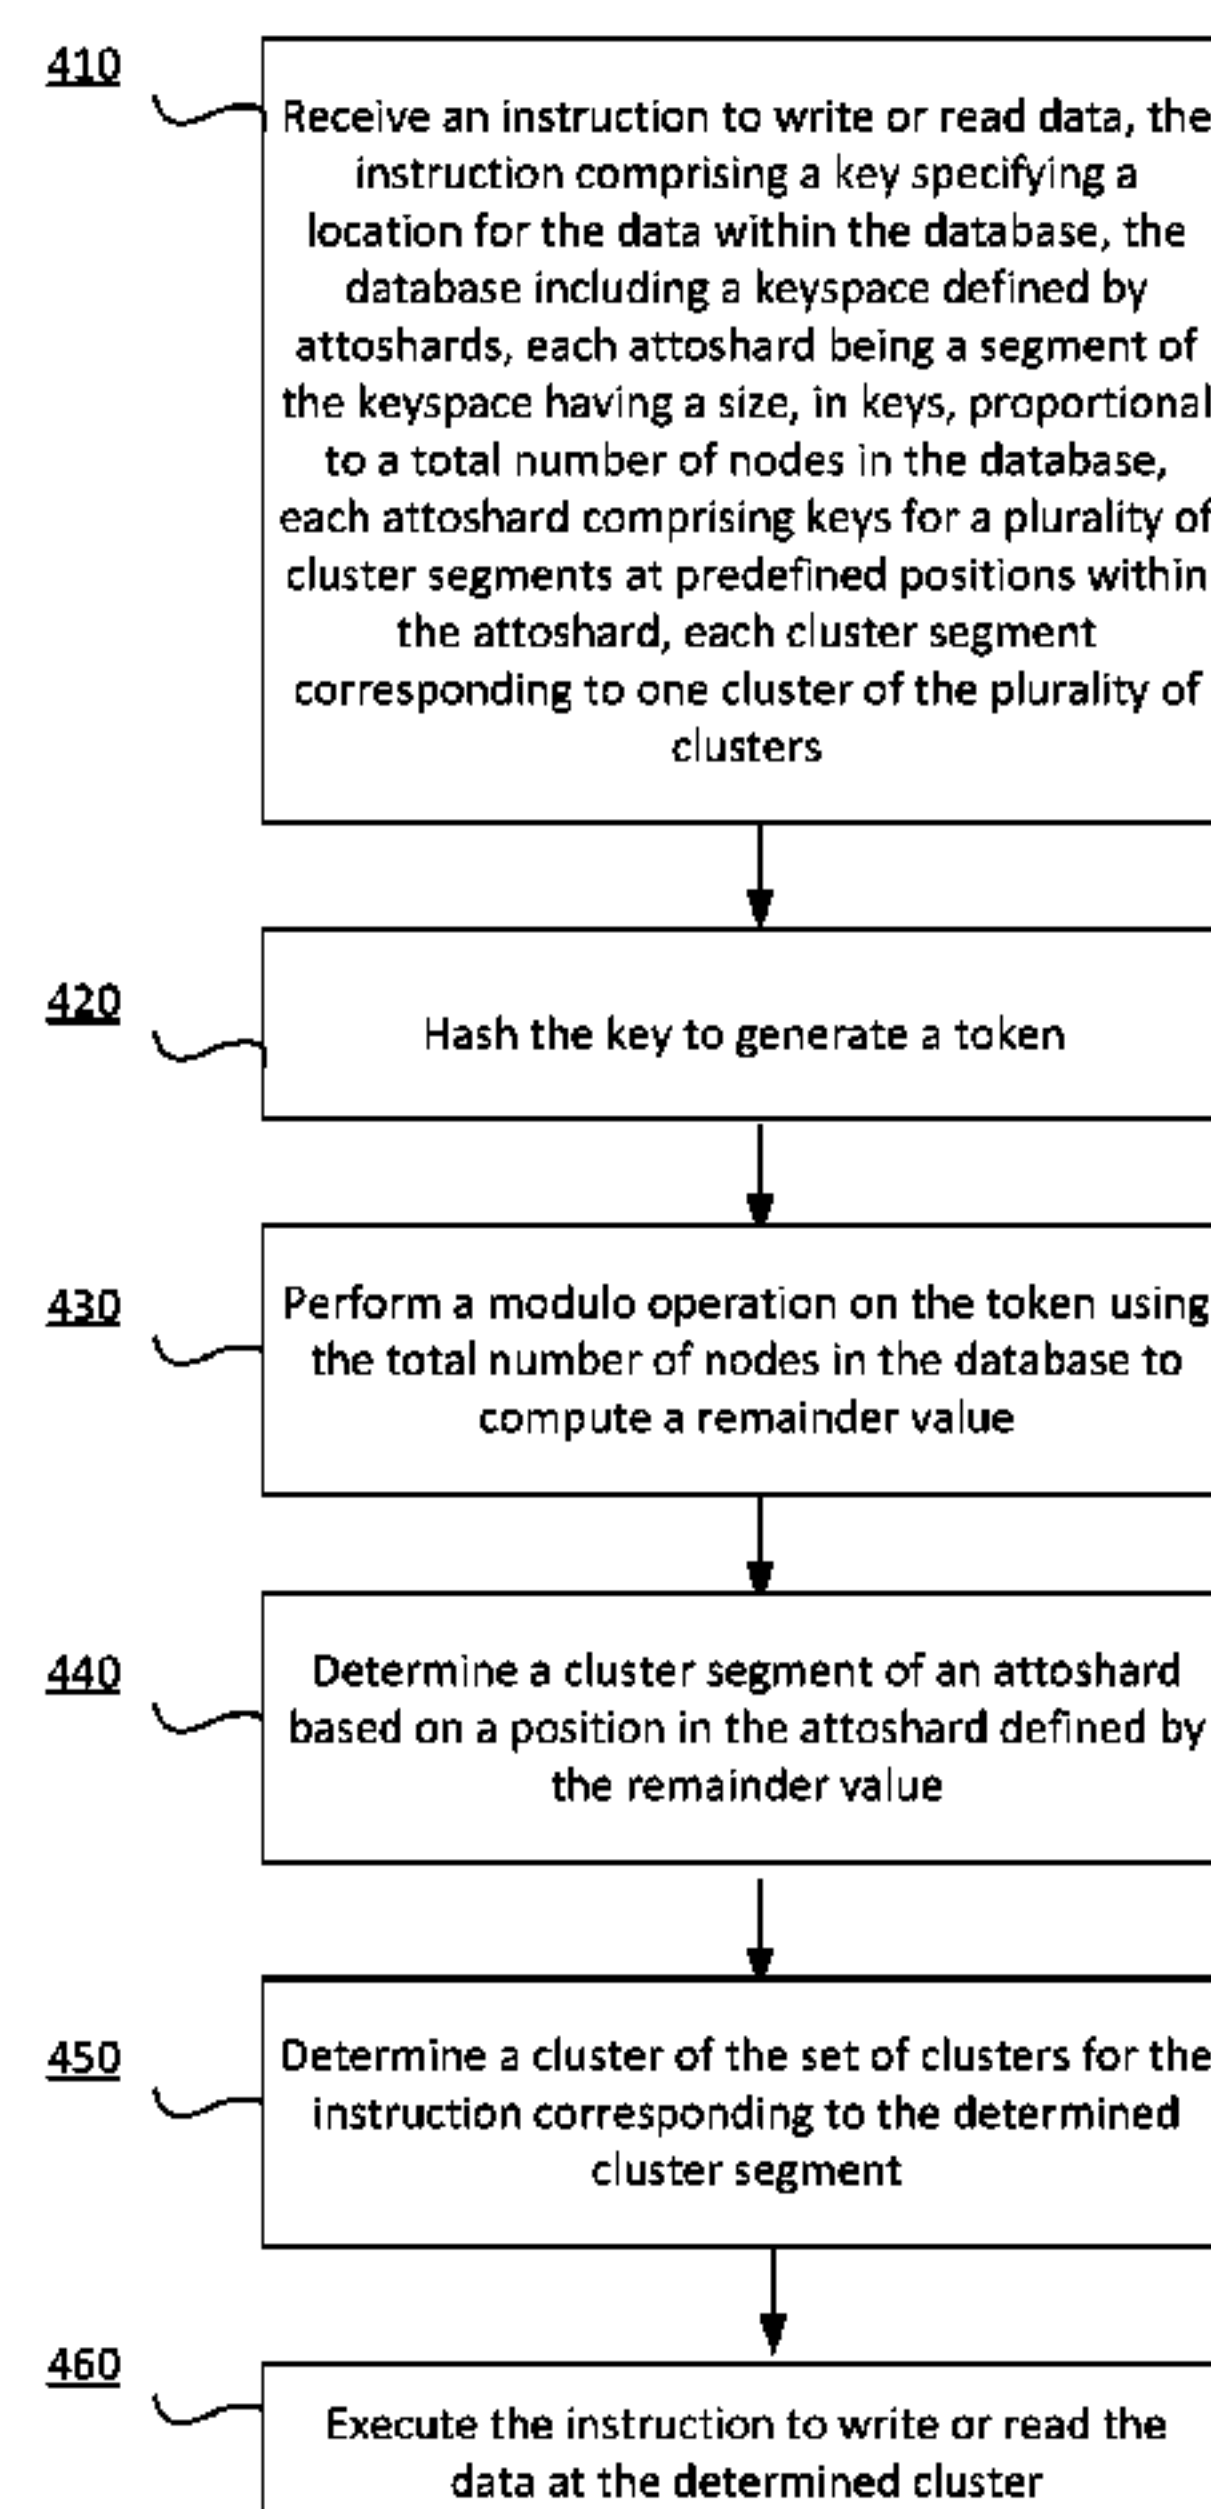 410
Receive an instruction to write or read data, the
instruction comprising a key specifying a
location for the data within the database, the
database including a keyspace defined by
attoshards, each attoshard being a segment of
the keyspace having a size, in keys, proportional
to a total number of nodes in the database,
each attoshard comprising keys for a plurality of
cluster segments at predefined positions within
the attoshard, each cluster segment
corresponding to one cluster of the plurality of
clusters
420
Hash the key to generate a token
430
Perform a modulo operation on the token using
the total number of nodes in the database to
compute a remainder value
440
Determine a cluster segment of an attoshard
based on a position in the attoshard defined by
the remainder value
450
Determine a cluster of the set of clusters for the
instruction corresponding to the determined
cluster segment
460
Execute the instruction to write or read the
data at the determined cluster